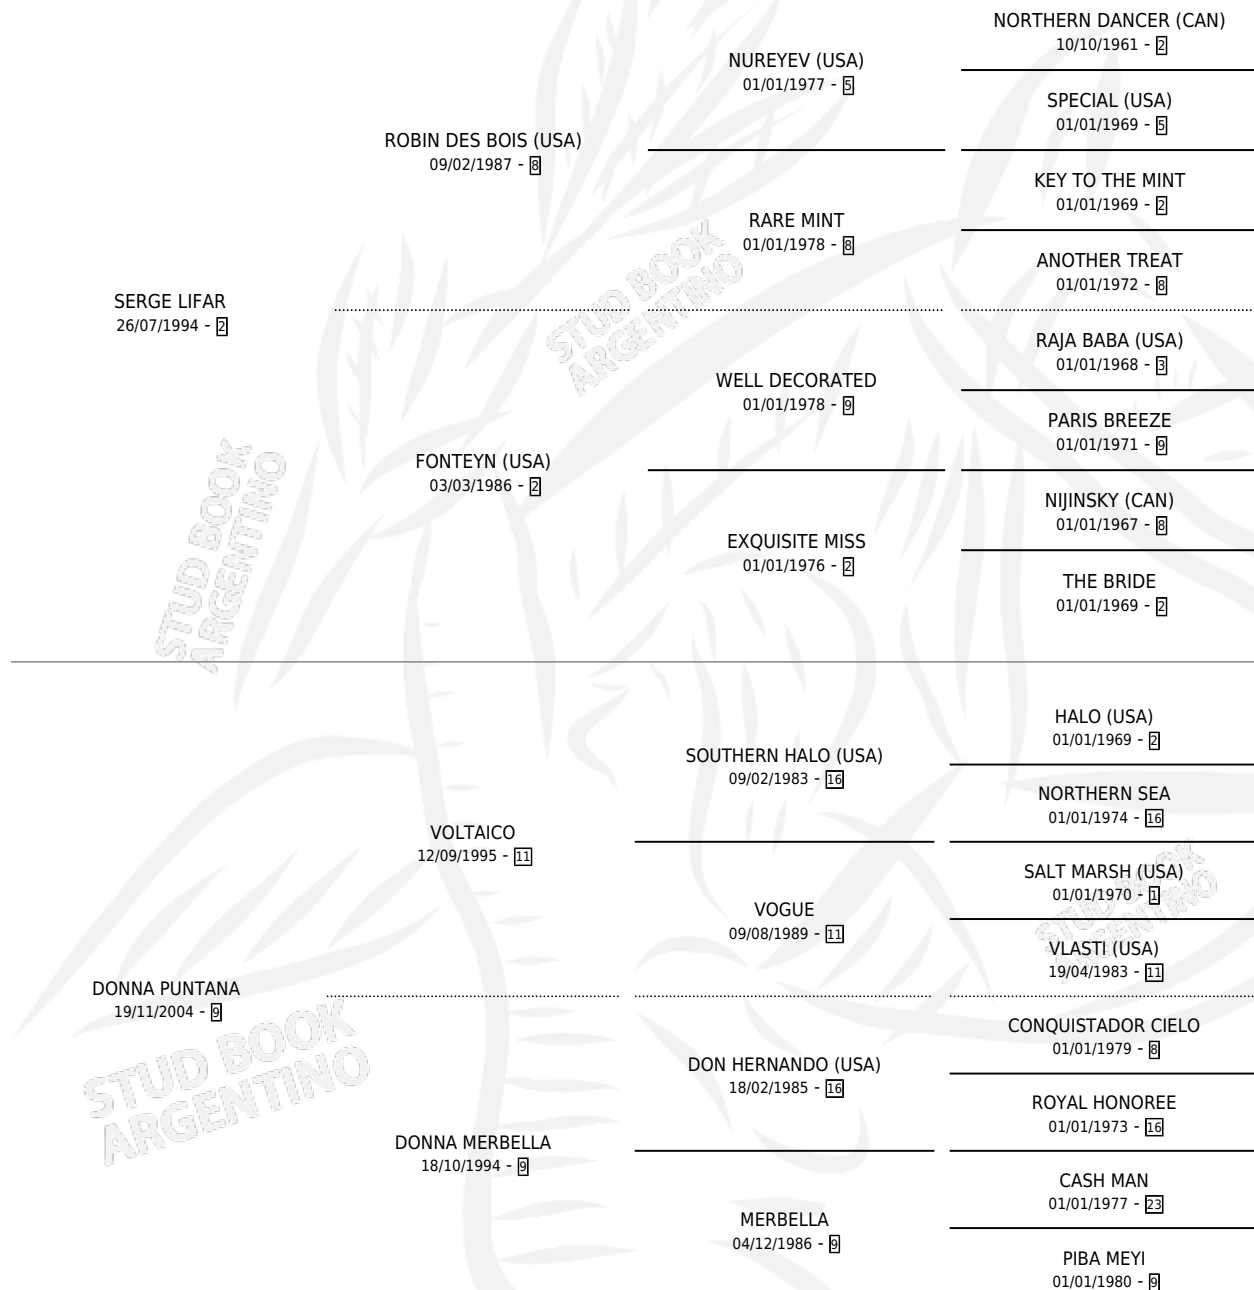 NORTHERN DANCER (CAN)
10/10/1961 - 2
NUREYEV (USA)
01/01/1977 - 5
SPECIAL (USA)
01/01/1969 - 5
ROBIN DES BOIS (USA)
09/02/1987 - 8
KEY TO THE MINT
01/01/1969 - 2
RARE MINT
01/01/1978 - 8
ANOTHER TREAT
01/01/1972 - 8
SERGE LIFAR
26/07/1994 - 2
STUD BOOK
ARGENTINO
RAJA BABA (USA)
01/01/1968 - 3
WELL DECORATED
01/01/1978 - 9
PARIS BREEZE
01/01/1971 - 9
FONTEYN (USA)
03/03/1986 - 2
NIJINSKY (CAN)
01/01/1967 - 8
EXQUISITE MISS
01/01/1976 - 2
THE BRIDE
01/01/1969 - 2
STUD BOOK
ARGENTINO
HALO (USA)
01/01/1969 - 2
SOUTHERN HALO (USA)
09/02/1983 - 16
NORTHERN SEA
01/01/1974 - 16
VOLTAICO
12/09/1995 - 11
SALT MARSH (USA)
01/01/1970 - 1
VOGUE
09/08/1989 - 11
VLASTI (USA)
19/04/1983 - 11
STUD BOOK
ARGENTINO
DONNA PUNTANA
19/11/2004 - 9
CONQUISTADOR CIELO
01/01/1979 - 8
DON HERNANDO (USA)
18/02/1985 - 16
ROYAL HONOREE
01/01/1973 - 16
STUD BOOK
ARGENTINO
DONNA MERBELLA
18/10/1994 - 9
CASH MAN
01/01/1977 - 23
MERBELLA
04/12/1986 - 9
PIBA MEYI
01/01/1980 - 9